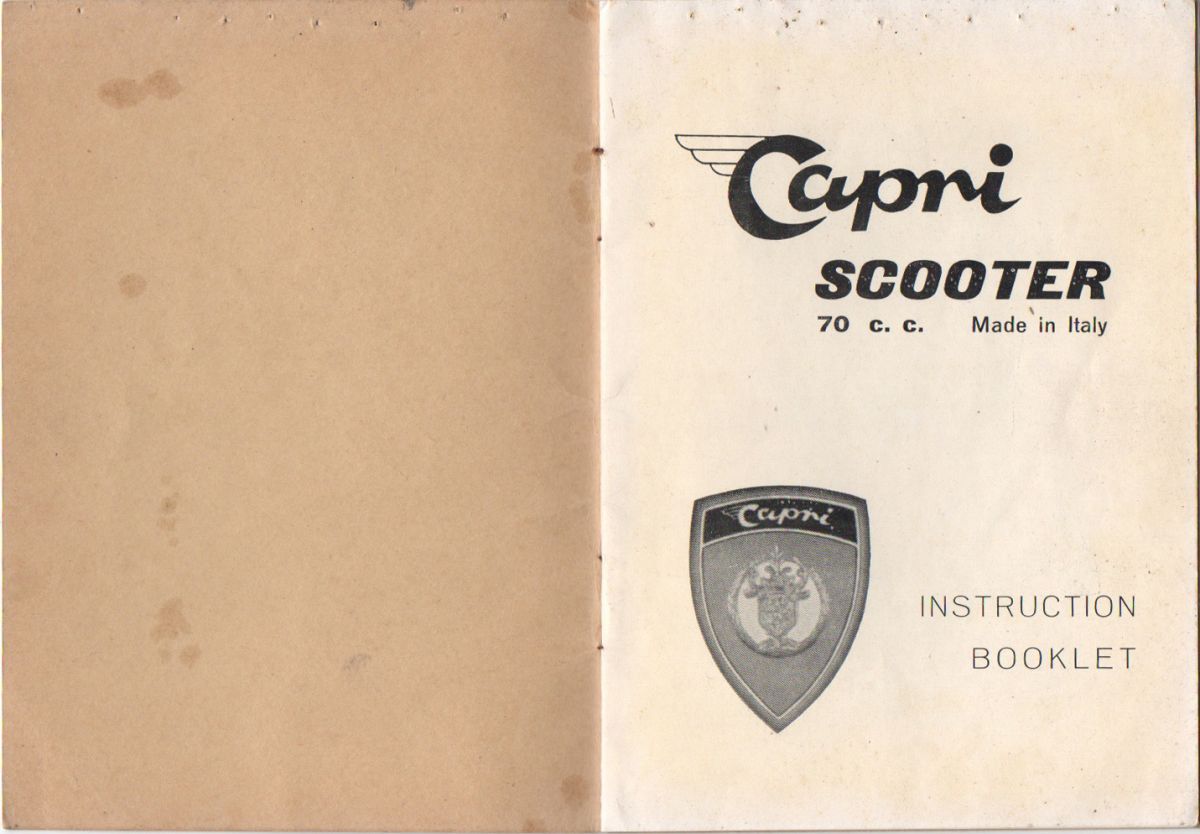 Capri
SCOOTER
70 c. c. Made in Italy
Capri
INSTRUCTION
BOOKLET